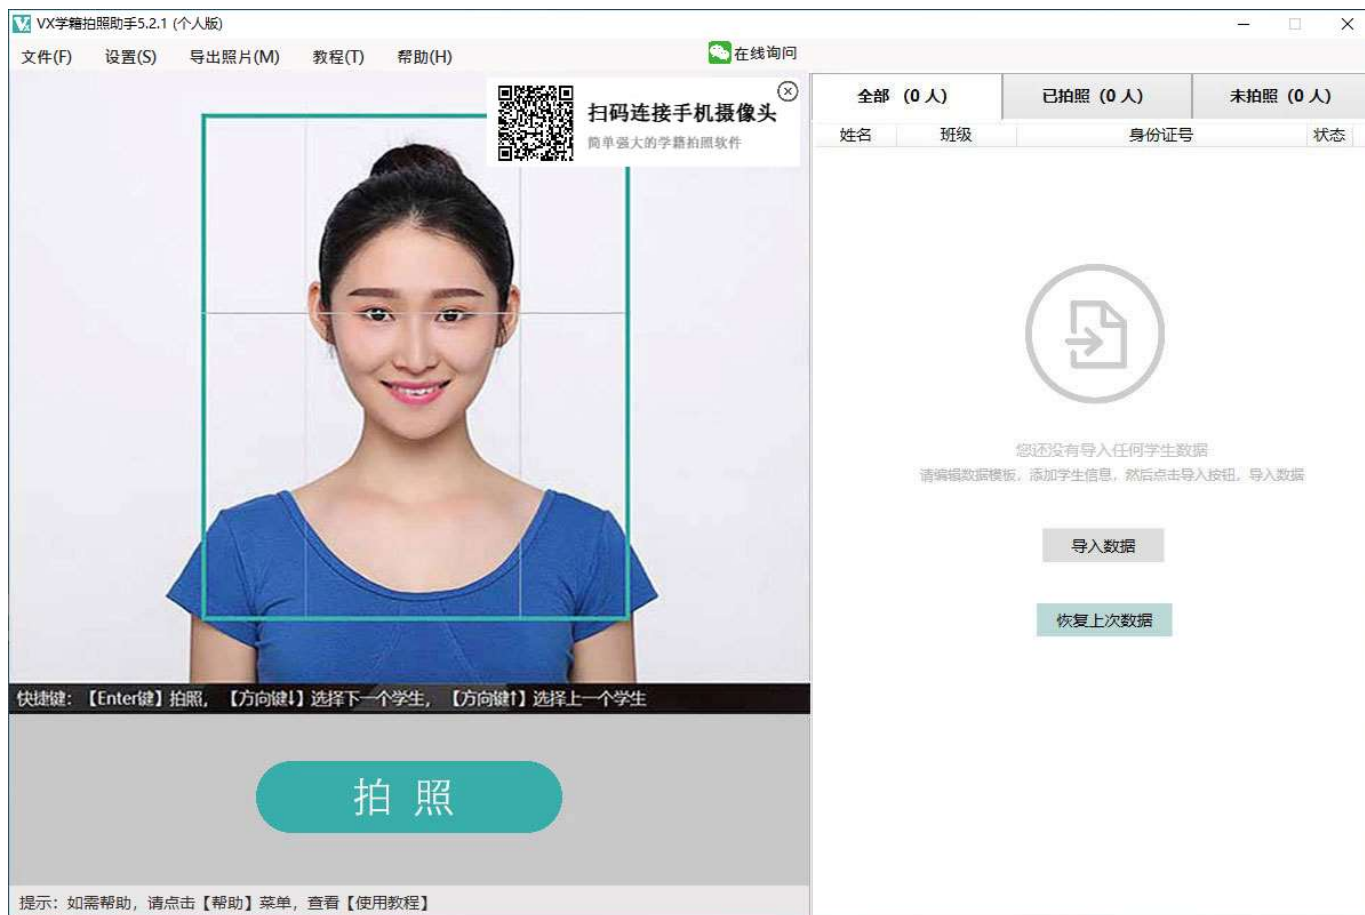 VX学籍拍照助手5.2.1 (个人版)
文件(F) 设置(S) 导出照片(M) 教程(T) 帮助(H) 在线询问
扫码连接手机摄像头
简单强大的学籍拍照软件
全部 (0 人) 已拍照 (0 人) 未拍照 (0 人)
姓名 班级 身份证号 状态
您还没有导入任何学生数据
请编辑数据模板，添加学生信息，然后点击导入按钮，导入数据
导入数据
恢复上次数据
快捷键：【Enter键】拍照，【方向键↓】选择下一个学生，【方向键↑】选择上一个学生
拍 照
提示：如需帮助，请点击【帮助】菜单，查看【使用教程】